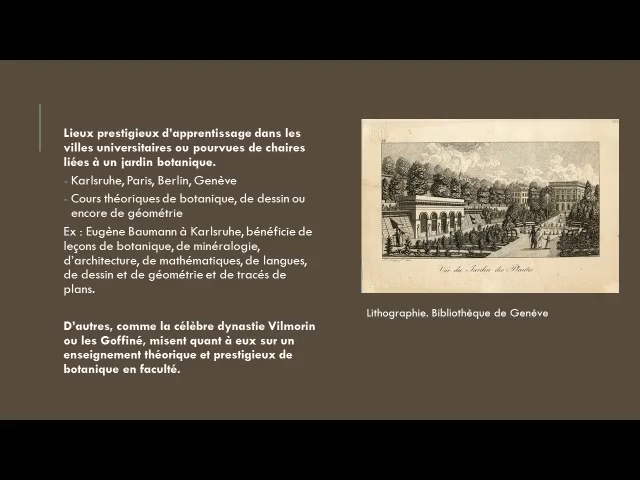 Lieux prestigieux d'apprentissage dans les
villes universitaires ou pourvues de chaires
liées à un jardin botanique.
- Karlsruhe, Paris, Berlin, Genève
- Cours théoriques de botanique, de dessin ou
encore de géométrie
Ex : Eugène Baumann à Karlsruhe, bénéficie de
leçons de botanique, de minéralogie,
d'architecture, de mathématiques, de langues,
de dessin et de géométrie et de tracés de
plans.
D'autres, comme la célèbre dynastie Vilmorin
ou les Goffiné, misent quant à eux sur un
enseignement théorique et prestigieux de
botanique en faculté.
Vue du Jardin des Plantes
Lithographie. Bibliothèque de Genève